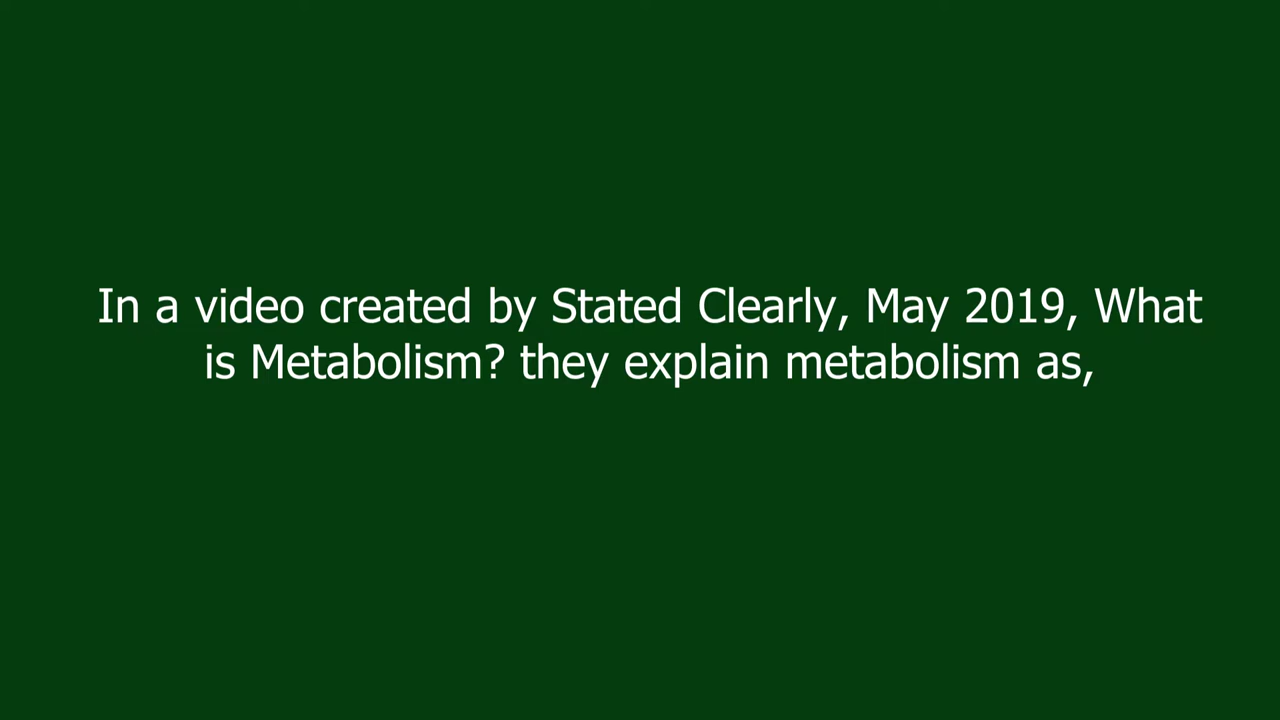 In a video created by Stated Clearly, May 2019, What
is Metabolism? they explain metabolism as,